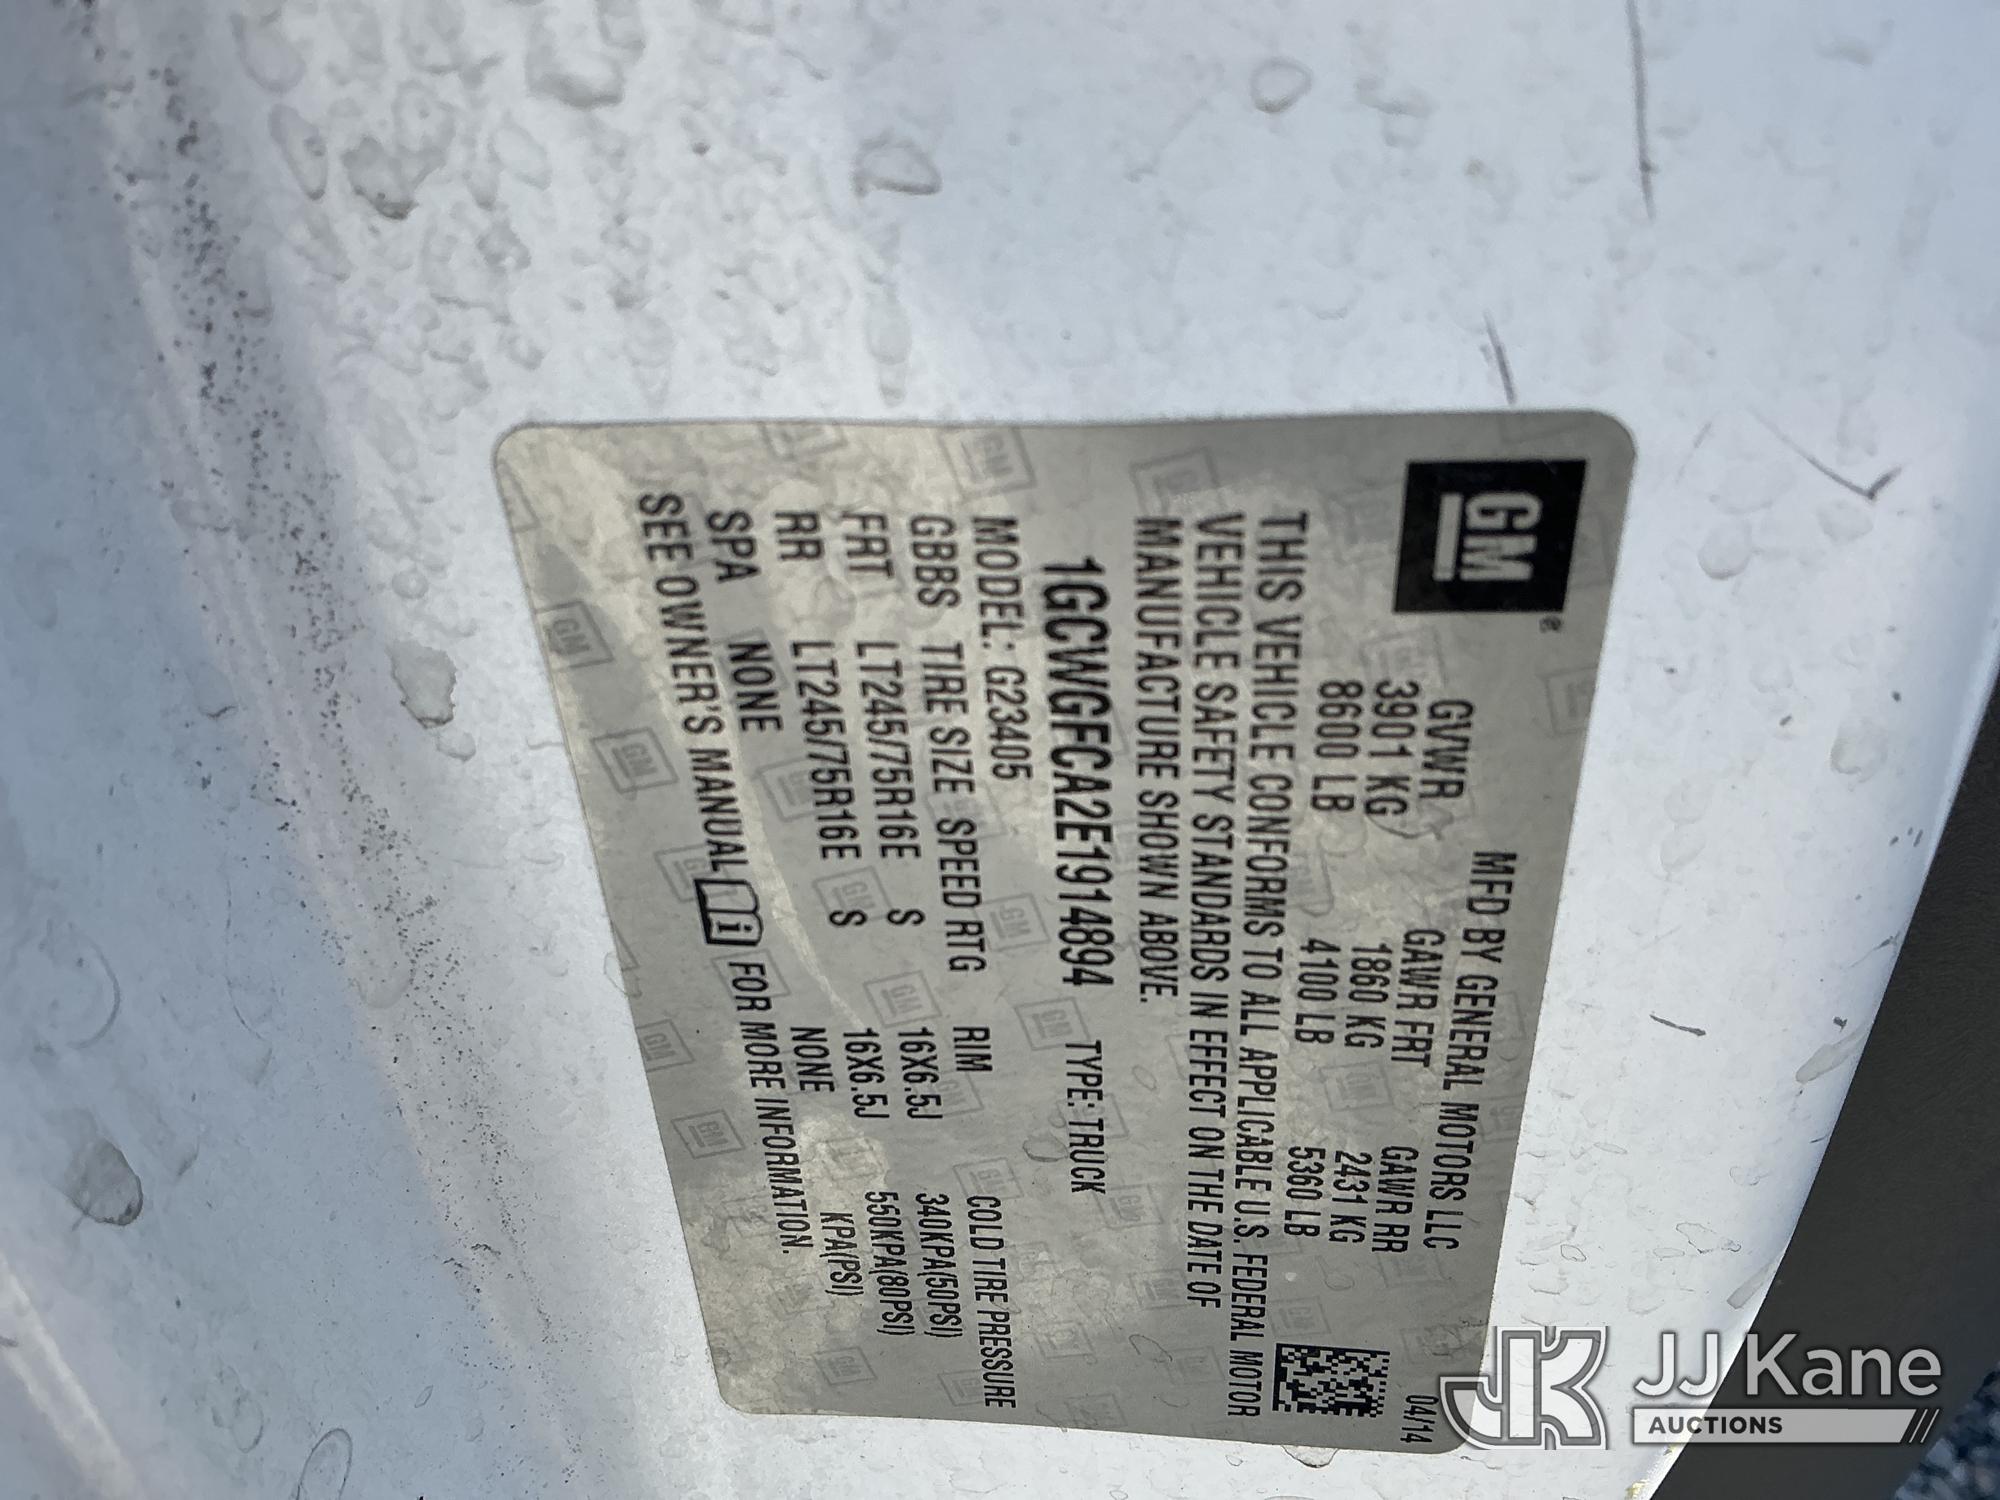 GM
MFD BY GENERAL MOTORS LLC 04/14
GVWR GAWR FRT GAWR RR
3901 KG 1860 KG 2431 KG
8600 LB 4100 LB 5360 LB
THIS VEHICLE CONFORMS TO ALL APPLICABLE U.S. FEDERAL MOTOR
VEHICLE SAFETY STANDARDS IN EFFECT ON THE DATE OF
MANUFACTURE SHOWN ABOVE.
1GCWGFCA2E1914894 TYPE: TRUCK
MODEL: G23405
GBBS TIRE SIZE SPEED RTG RIM COLD TIRE PRESSURE
FRT LT245/75R16E S 16X6.5J 340KPA(50PSI)
RR LT245/75R16E S 16X6.5J 550KPA(80PSI)
SPA NONE NONE KPA(PSI)
SEE OWNER'S MANUAL FOR MORE INFORMATION.
JK JJ Kane
AUCTIONS